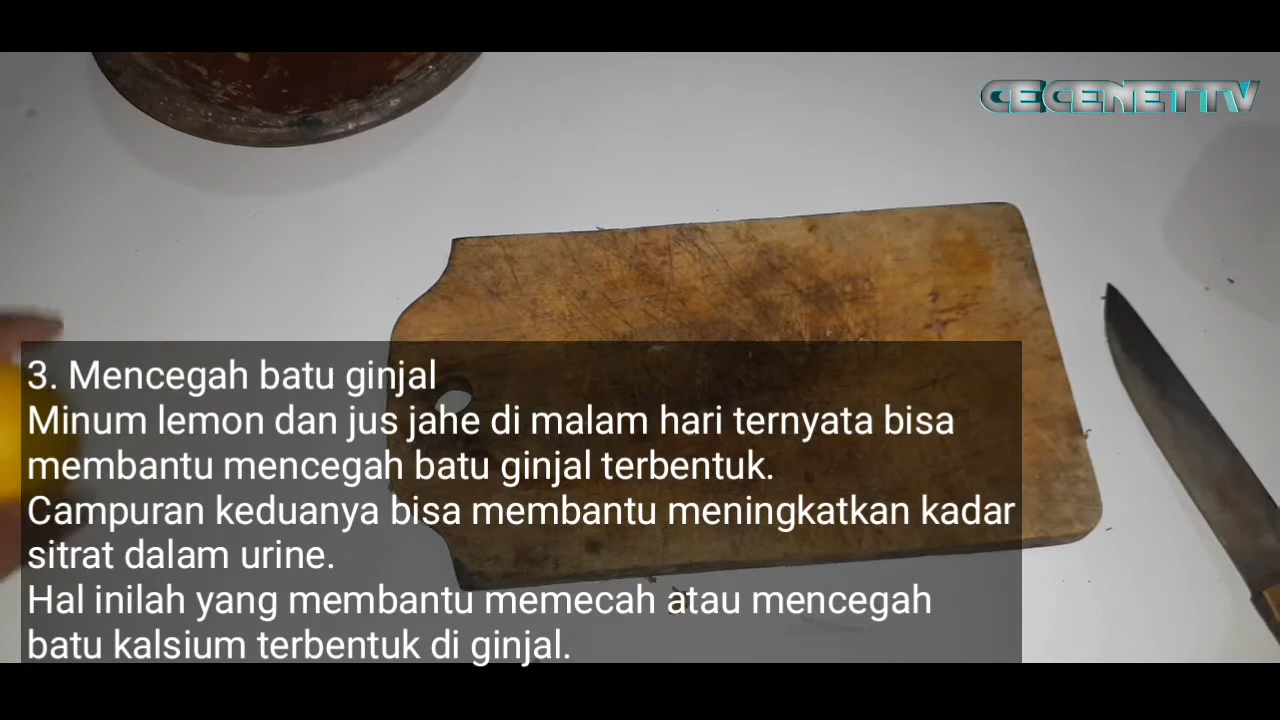 CECENETTV
3. Mencegah batu ginjal
Minum lemon dan jus jahe di malam hari ternyata bisa
membantu mencegah batu ginjal terbentuk.
Campuran keduanya bisa membantu meningkatkan kadar
sitrat dalam urine.
Hal inilah yang membantu memecah atau mencegah
batu kalsium terbentuk di ginjal.